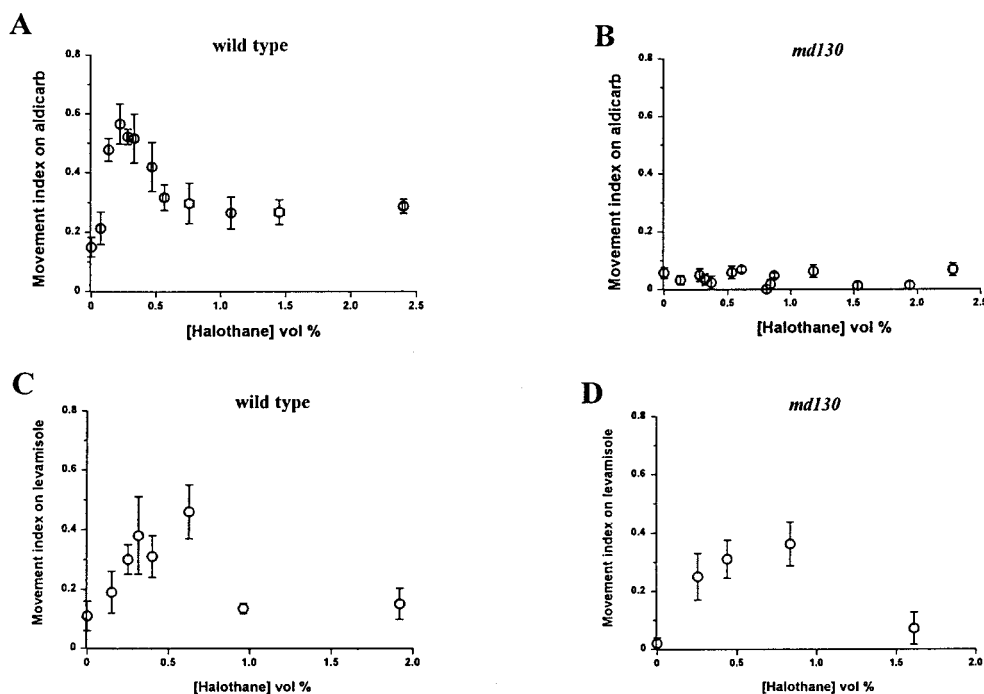 A
wild type
Movement index on aldicarb
0.8
0.6
0.4
0.2
0
0
0.5
1.0
1.5
2.0
2.5
[Halothane] vol %
B
md130
Movement index on aldicarb
0.8
0.6
0.4
0.2
0
0
0.5
1.0
1.5
2.0
2.5
[Halothane] vol %
C
wild type
Movement index on levamisole
0.8
0.6
0.4
0.2
0
0
0.5
1.0
1.5
2.0
[Halothane] vol %
D
md130
Movement index on levamisole
0.8
0.6
0.4
0.2
0
0
0.5
1.0
1.5
2.0
[Halothane] vol %